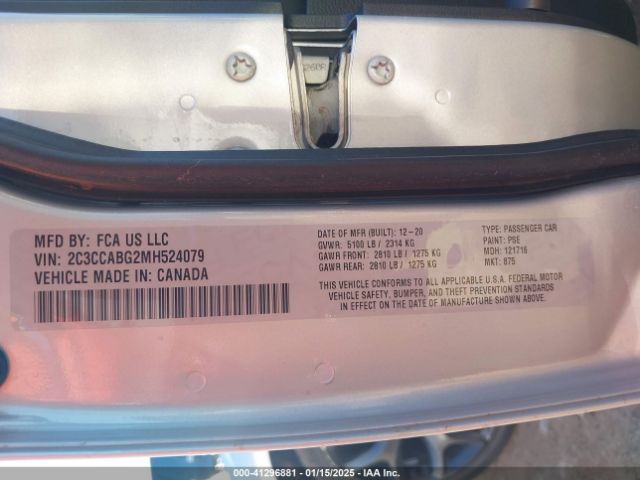 MFD BY: FCA US LLC
VIN: 2C3CCABG2MH524079
VEHICLE MADE IN: CANADA
DATE OF MFR (BUILT): 12-20
GVWR: 5100 LB / 2314 KG
GAWR FRONT: 2810 LB / 1275 KG
GAWR REAR: 2810 LB / 1275 KG
TYPE: PASSENGER CAR
PAINT: PSE
MDH: 121716
MKT: 875
THIS VEHICLE CONFORMS TO ALL APPLICABLE U.S.A. FEDERAL MOTOR
VEHICLE SAFETY, BUMPER, AND THEFT PREVENTION STANDARDS
IN EFFECT ON THE DATE OF MANUFACTURE SHOWN ABOVE.
000-41296881 - 01/15/2025 - IAA Inc.